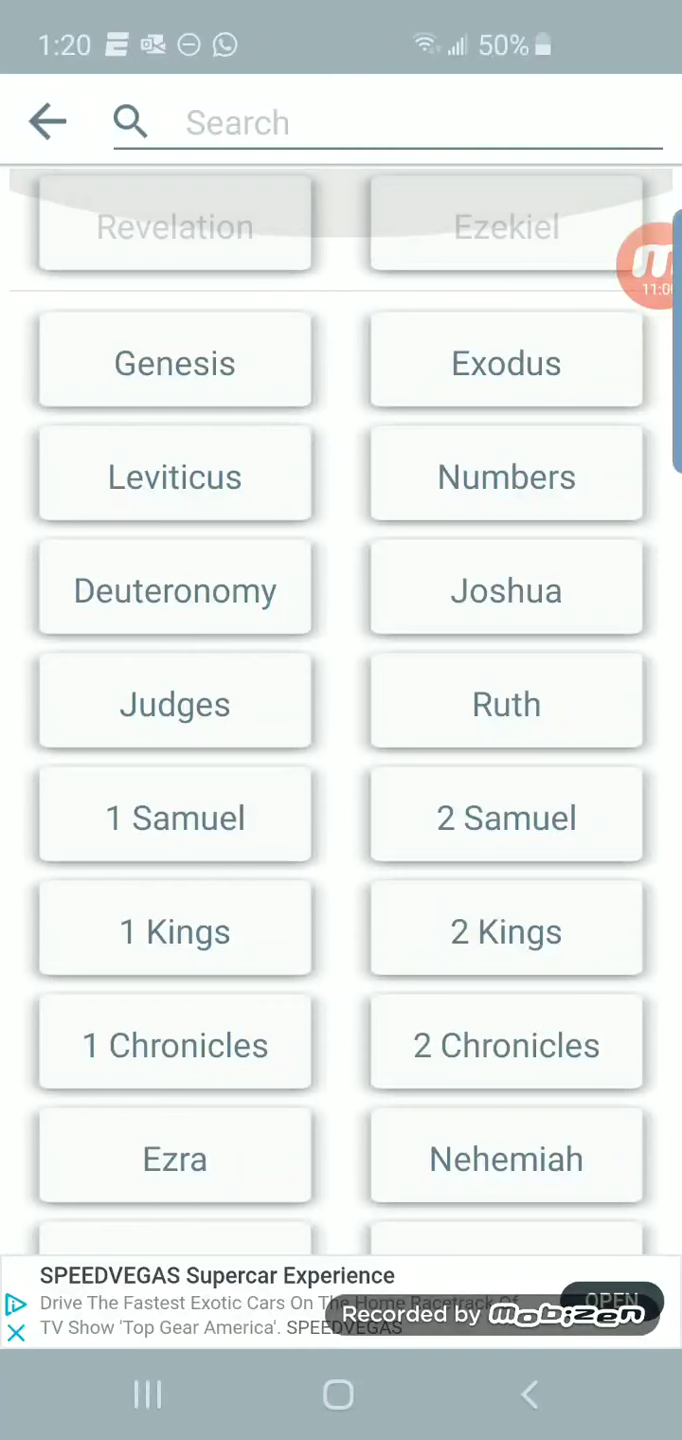 1:20 50%
Search
Revelation Ezekiel
11:0
Genesis Exodus
Leviticus Numbers
Deuteronomy Joshua
Judges Ruth
1 Samuel 2 Samuel
1 Kings 2 Kings
1 Chronicles 2 Chronicles
Ezra Nehemiah
SPEEDVEGAS Supercar Experience
Drive The Fastest Exotic Cars On The Home Racetrack Of
OPEN
TV Show 'Top Gear America'. SPEEDVEGAS
Recorded by mobizen